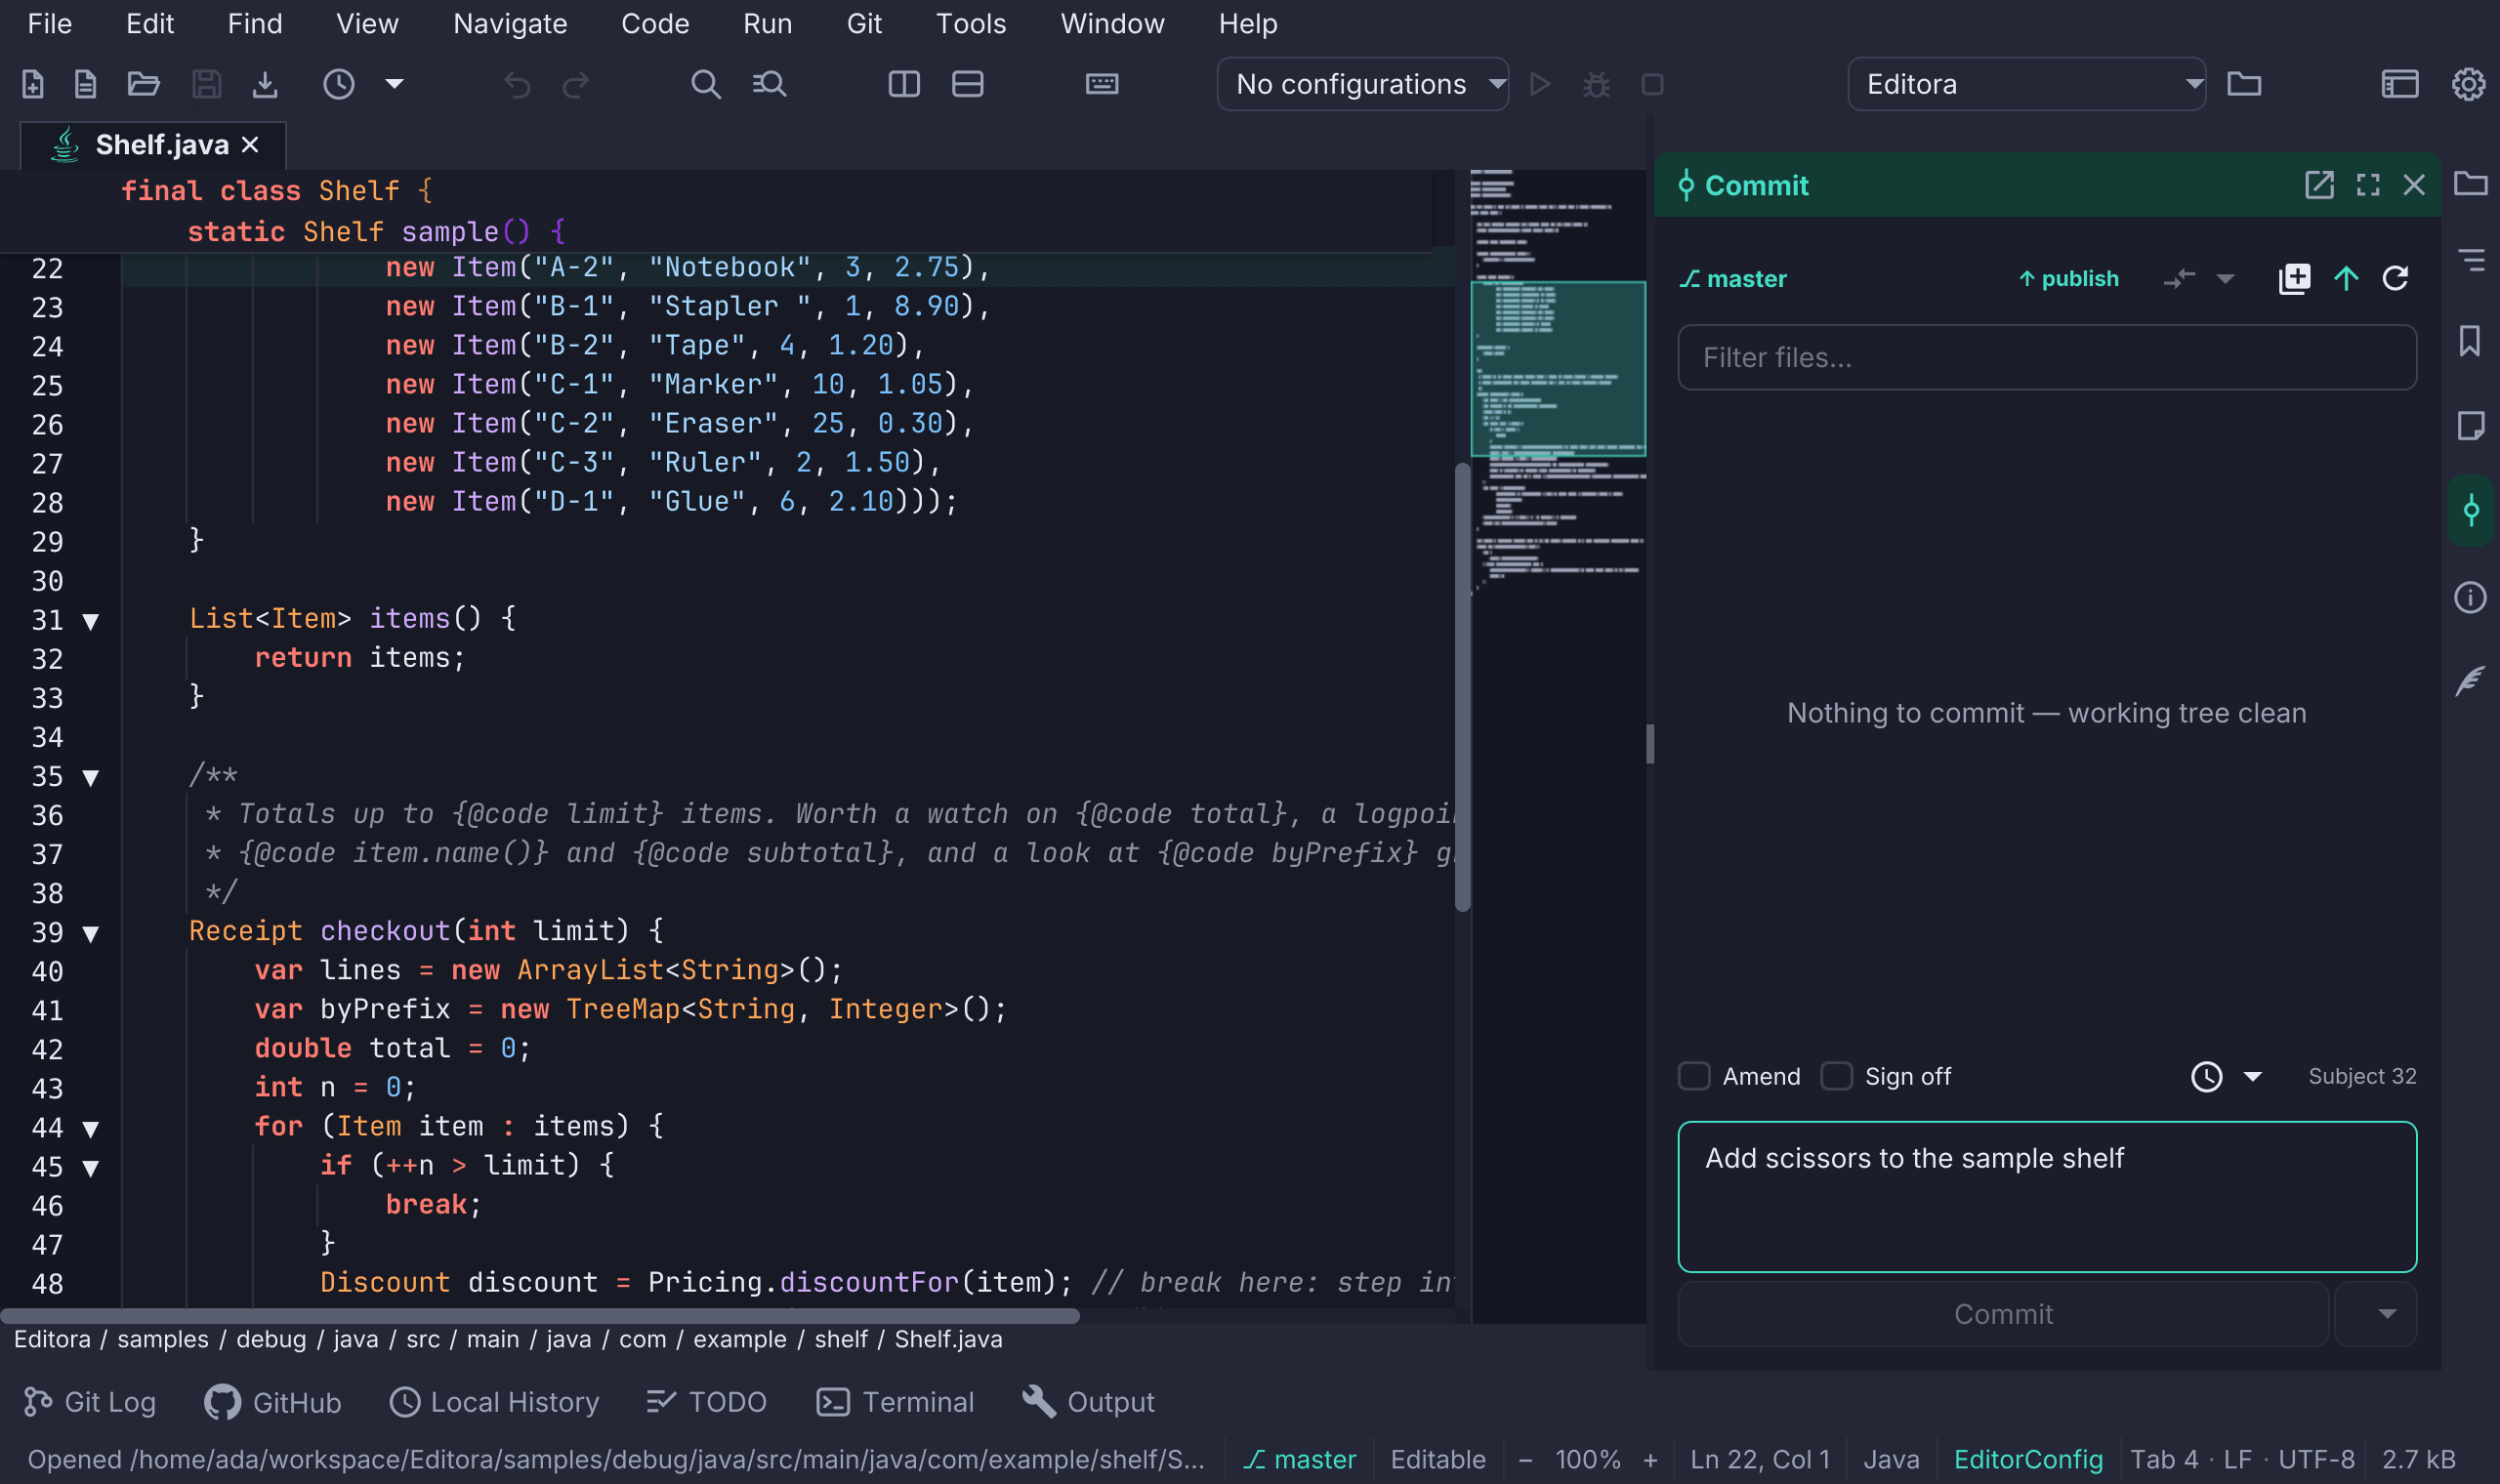 File Edit Find View Navigate Code Run Git Tools Window Help
No configurations
Editora
Shelf.java
final class Shelf {
static Shelf sample() {
22 new Item("A-2", "Notebook", 3, 2.75),
23 new Item("B-1", "Stapler ", 1, 8.90),
24 new Item("B-2", "Tape", 4, 1.20),
25 new Item("C-1", "Marker", 10, 1.05),
26 new Item("C-2", "Eraser", 25, 0.30),
27 new Item("C-3", "Ruler", 2, 1.50),
28 new Item("D-1", "Glue", 6, 2.10)));
29 }
30
31 List<Item> items() {
32 return items;
33 }
34
35 /**
36 * Totals up to {@code limit} items. Worth a watch on {@code total}, a
37 * {@code item.name()} and {@code subtotal}, and a look at {@code byPrefix}
38 */
39 Receipt checkout(int limit) {
40 var lines = new ArrayList<String>();
41 var byPrefix = new TreeMap<String, Integer>();
42 double total = 0;
43 int n = 0;
44 for (Item item : items) {
45 if (++n > limit) {
46 break;
47 }
48 Discount discount = Pricing.discountFor(item); // break here: step
Commit
master
publish
Filter files...
Nothing to commit — working tree clean
Amend
Sign off
Subject 32
Add scissors to the sample shelf
Commit
Editora / samples / debug / java / src / main / java / com / example / shelf / Shelf.java
Git Log GitHub Local History TODO Terminal Output
Opened /home/ada/workspace/Editora/samples/debug/java/src/main/java/com/example/shelf/S... master Editable − 100% + Ln 22, Col 1 Java EditorConfig Tab 4 · LF · UTF-8 2.7 kB